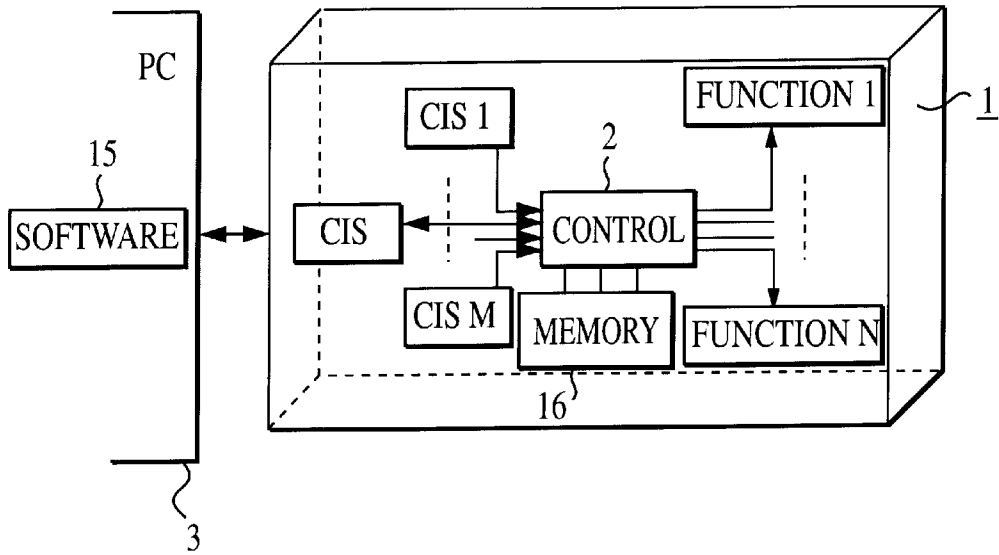 PC
15
SOFTWARE
3
CIS 1
CIS
CIS M
2
CONTROL
MEMORY
16
FUNCTION 1
FUNCTION N
1